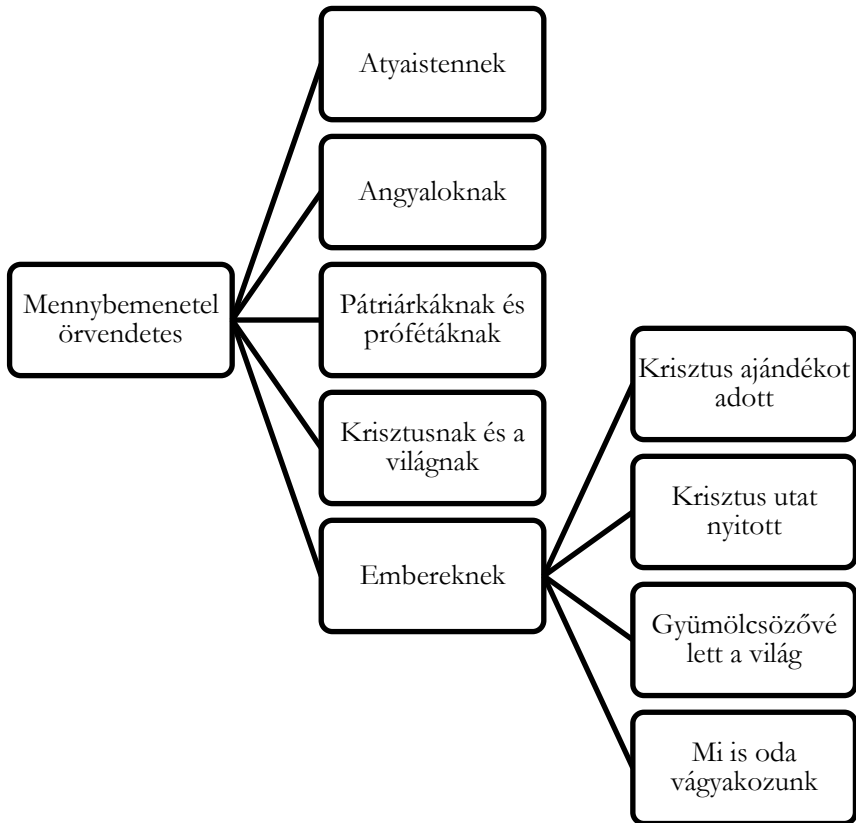 Mennybemenetel
örvendetes
Atyaistennek
Angyaloknak
Pátriárkáknak és
prófétáknak
Krisztusnak és a
világnak
Embereknek
Krisztus ajándékot
adott
Krisztus utat
nyitott
Gyümölcsözővé
lett a világ
Mi is oda
vágyakozunk